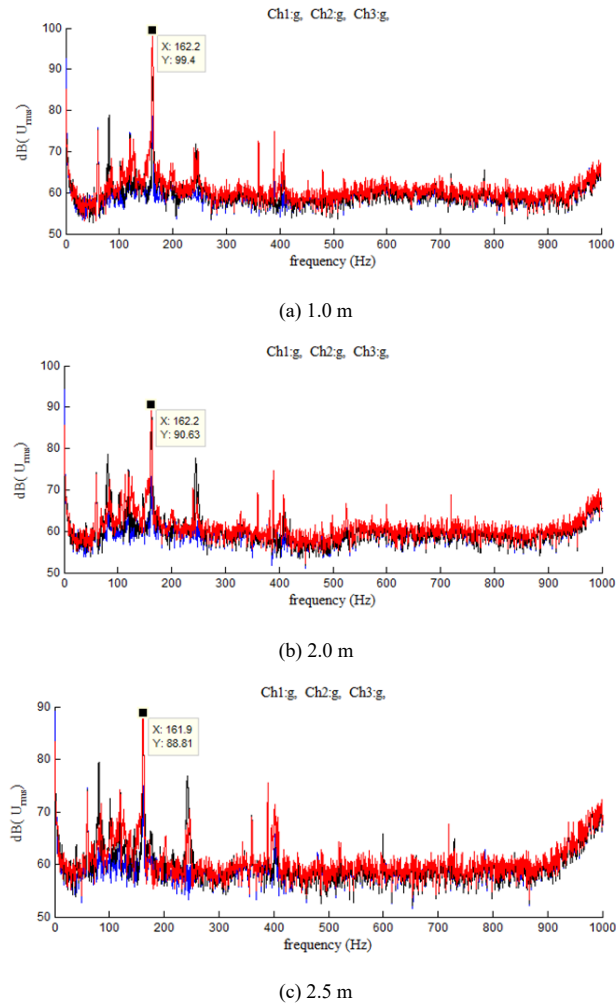 Ch1:g, Ch2:g, Ch3:g,
100
90
80
70
60
50
dB( Urms)
X: 162.2
Y: 99.4
0 100 200 300 400 500 600 700 800 900 1000
frequency (Hz)
(a) 1.0 m
Ch1:g, Ch2:g, Ch3:g,
100
90
80
70
60
50
dB( Urms)
X: 162.2
Y: 90.63
0 100 200 300 400 500 600 700 800 900 1000
frequency (Hz)
(b) 2.0 m
Ch1:g, Ch2:g, Ch3:g,
90
80
70
60
50
dB( Urms)
X: 161.9
Y: 88.81
0 100 200 300 400 500 600 700 800 900 1000
frequency (Hz)
(c) 2.5 m